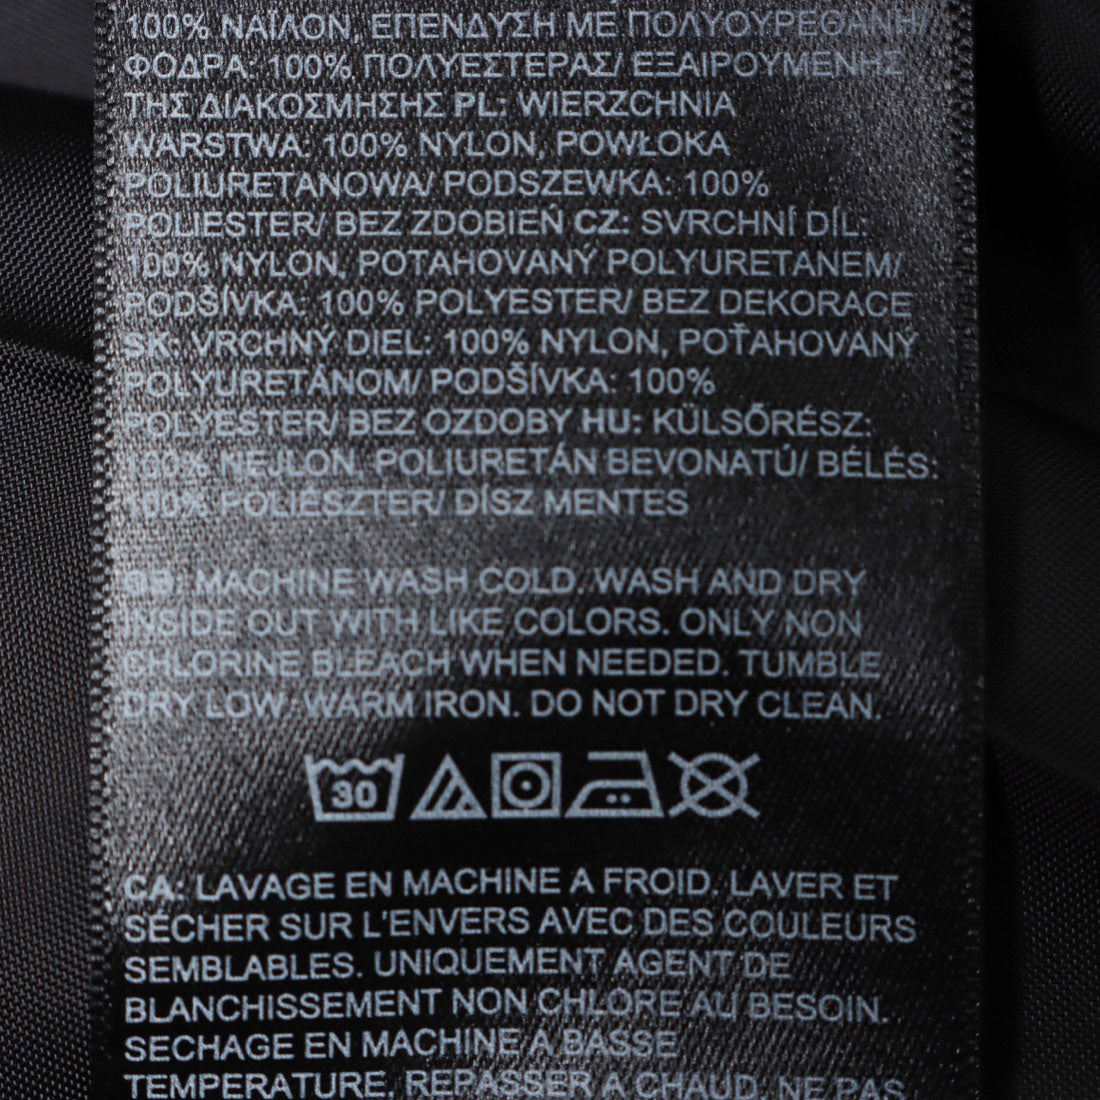 100% ΝΑΪΛΟΝ, ΕΠΕΝΔΥΣΗ ΜΕ ΠΟΛΥΟΥΡΕΘΑΝΗ/
ΦΟΔΡΑ: 100% ΠΟΛΥΕΣΤΕΡΑΣ/ ΕΞΑΙΡΟΥΜΕΝΗΣ
ΤΗΣ ΔΙΑΚΟΣΜΗΣΗΣ PL: WIERZCHNIA
WARSTWA: 100% NYLON, POWŁOKA
POLIURETANOWA/ PODSZEWKA: 100%
POLIESTER/ BEZ ZDOBIEŃ CZ: SVRCHNÍ DÍL:
100% NYLON, POTAHOVANÝ POLYURETANEM/
PODŠÍVKA: 100% POLYESTER/ BEZ DEKORACE
SK: VRCHNÝ DIEL: 100% NYLON, POŤAHOVANÝ
POLYURETÁNOM/ PODŠÍVKA: 100%
POLYESTER/ BEZ OZDOBY HU: KÜLSŐRÉSZ:
100% NEJLON, POLIURETÁN BEVONATÚ/ BÉLÉS:
100% POLIÉSZTER/ DÍSZ MENTES
GB: MACHINE WASH COLD. WASH AND DRY
INSIDE OUT WITH LIKE COLORS. ONLY NON
CHLORINE BLEACH WHEN NEEDED. TUMBLE
DRY LOW. WARM IRON. DO NOT DRY CLEAN.
30
CA: LAVAGE EN MACHINE A FROID. LAVER ET
SÉCHER SUR L'ENVERS AVEC DES COULEURS
SEMBLABLES. UNIQUEMENT AGENT DE
BLANCHISSEMENT NON CHLORE AU BESOIN.
SECHAGE EN MACHINE A BASSE
TEMPERATURE. REPASSER A CHAUD. NE PAS